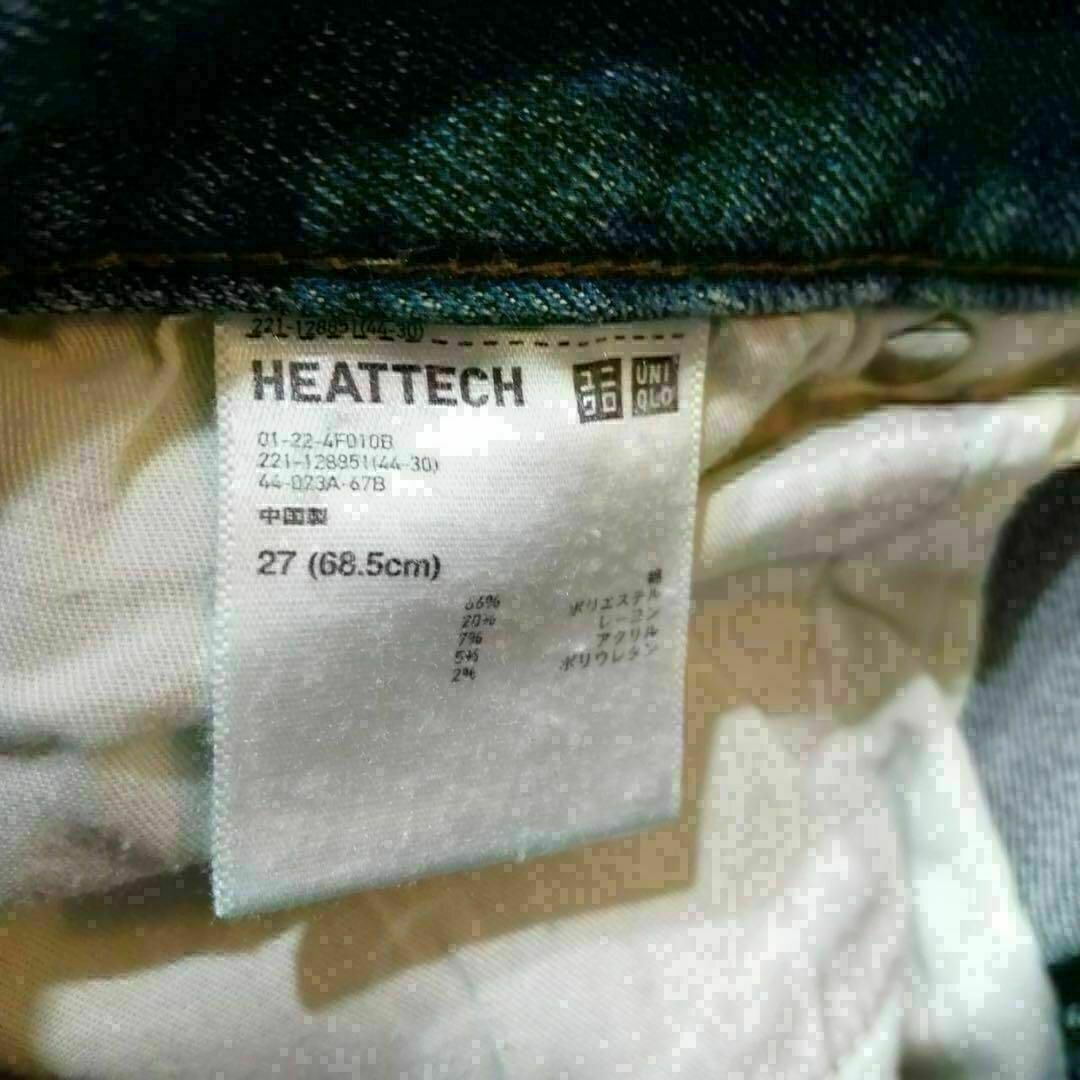 221-128951(44-30)
HEATTECH
ユニクロ
UNIQLO
01-22-4F010B
221-128951(44-30)
44-023A-67B
中国製
27 (68.5cm)
綿 66%
ポリエステル 20%
レーヨン 7%
アクリル 5%
ポリウレタン 2%